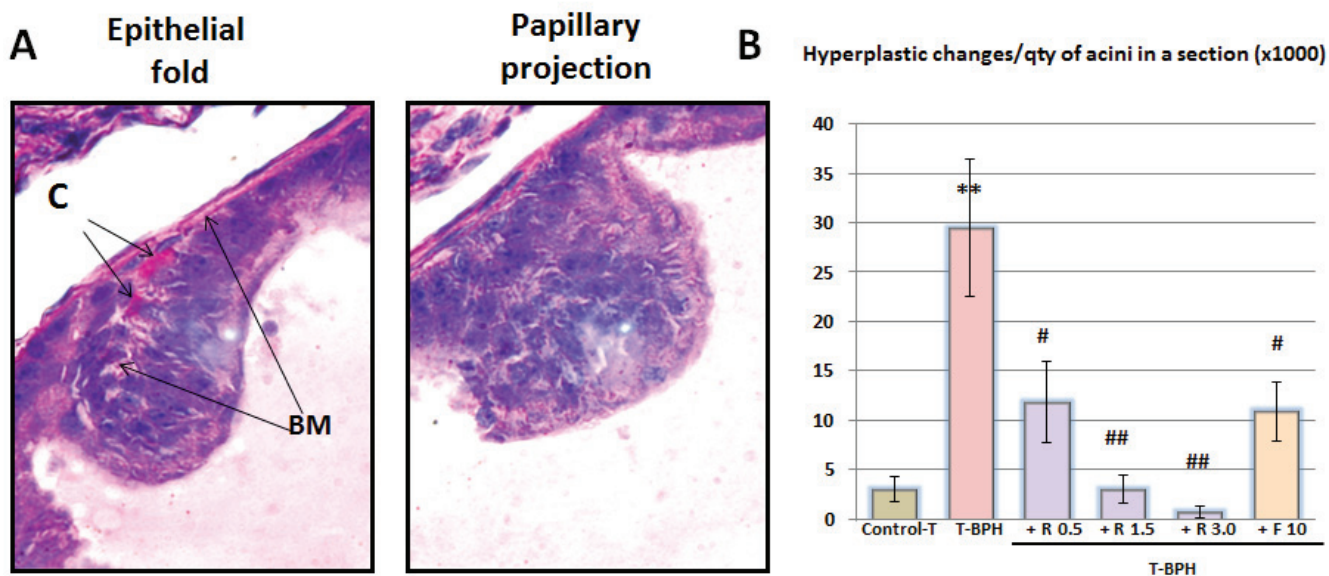 A
Epithelial
fold
Papillary
projection
C
BM
B
Hyperplastic changes/qty of acini in a section (x1000)
40
35
30
25
20
15
10
5
0
**
#
##
##
#
Control-T
T-BPH
+ R 0.5
+ R 1.5
+ R 3.0
+ F 10
T-BPH